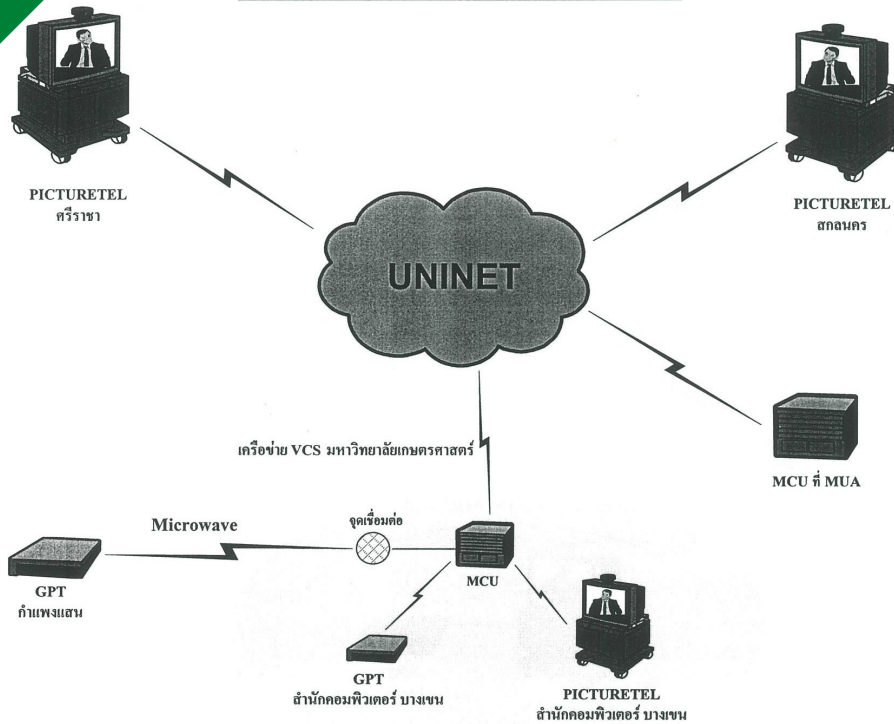 PICTURETEL
ศรีราชา
PICTURETEL
สกลนคร
UNINET
เครือข่าย VCS มหาวิทยาลัยเกษตรศาสตร์
MCU ที่ MUA
Microwave
จุดเชื่อมต่อ
MCU
GPT
กำแพงแสน
GPT
สำนักคอมพิวเตอร์ บางเขน
PICTURETEL
สำนักคอมพิวเตอร์ บางเขน